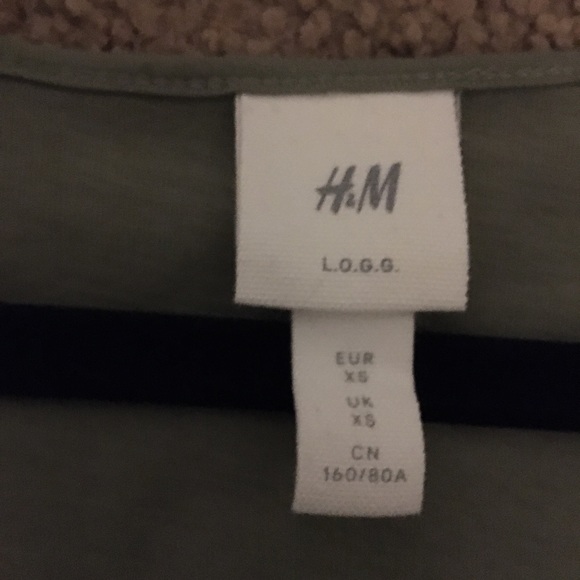 H&M
L.O.G.G.
EUR
XS
UK
XS
CN
160/80A